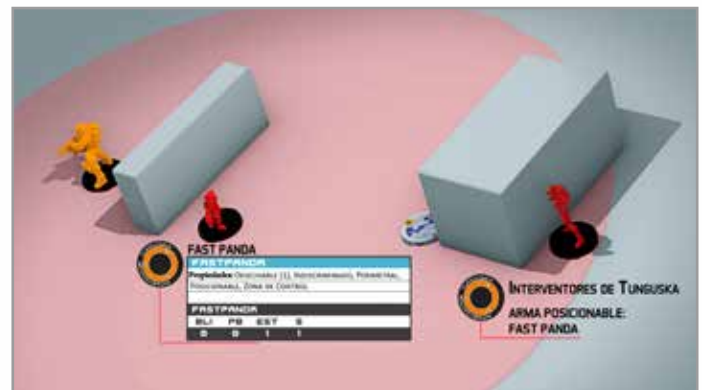 FAST PANDA
FASTPANDA
Propiedades: Desechable (1), Indiscriminado, Perimetral,
Posicionable, Zona de Control.
FASTPANDA
BLI PB EST S
0 0 1 1
Interventores de Tunguska
ARMA POSICIONABLE:
FAST PANDA